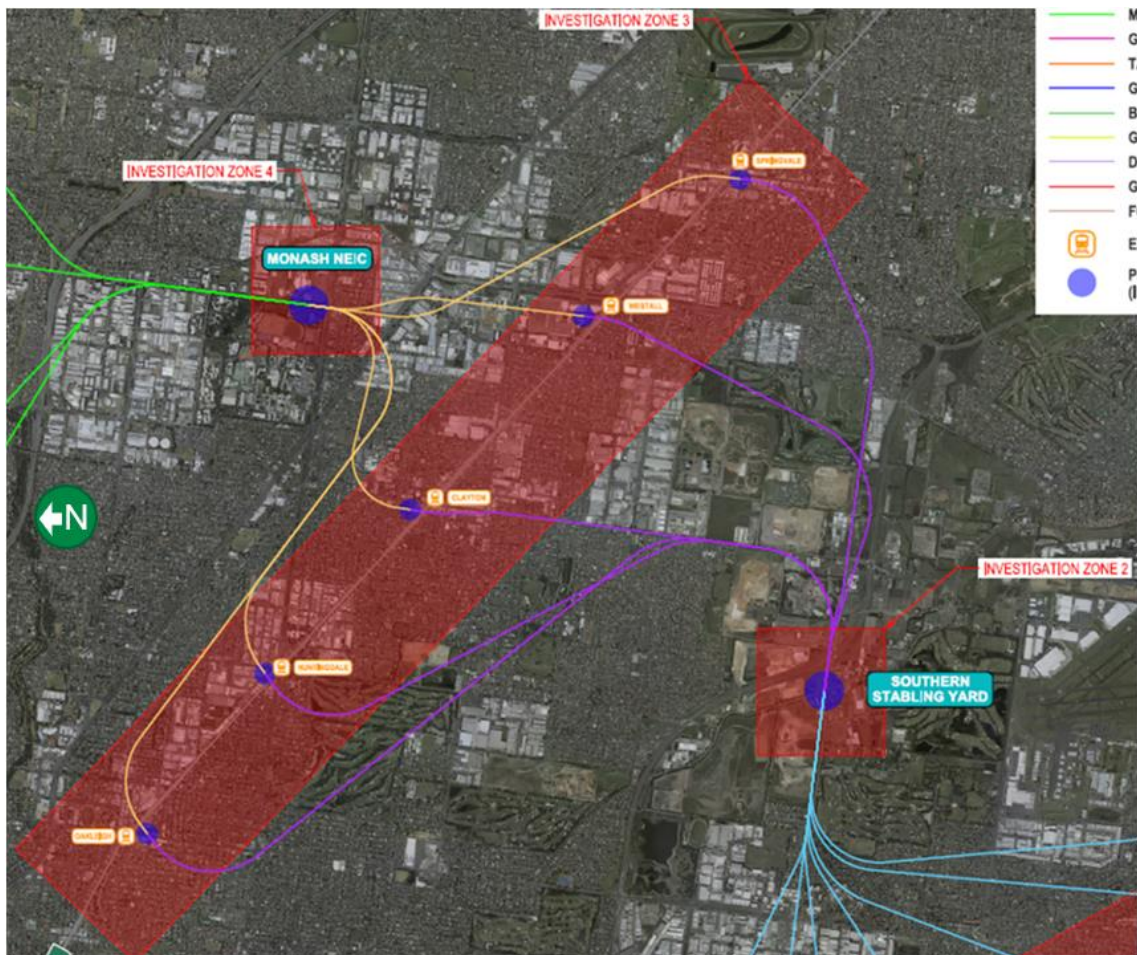 INVESTIGATION ZONE 3
M
G
T
G
B
G
D
G
F
E
P
(I
INVESTIGATION ZONE 4
SPRINGVALE
MONASH NEIC
WESTALL
CLAYTON
N
INVESTIGATION ZONE 2
HUNTINGDALE
SOUTHERN
STABLING YARD
OAKLEIGH